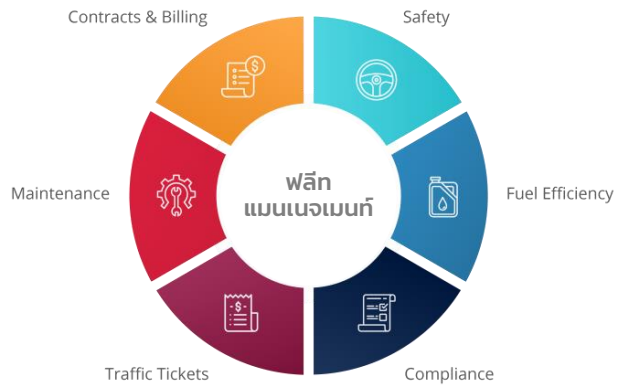 Contracts & Billing
Safety
Maintenance
ฟลีท
แมนเนจเมนท์
Fuel Efficiency
Traffic Tickets
Compliance